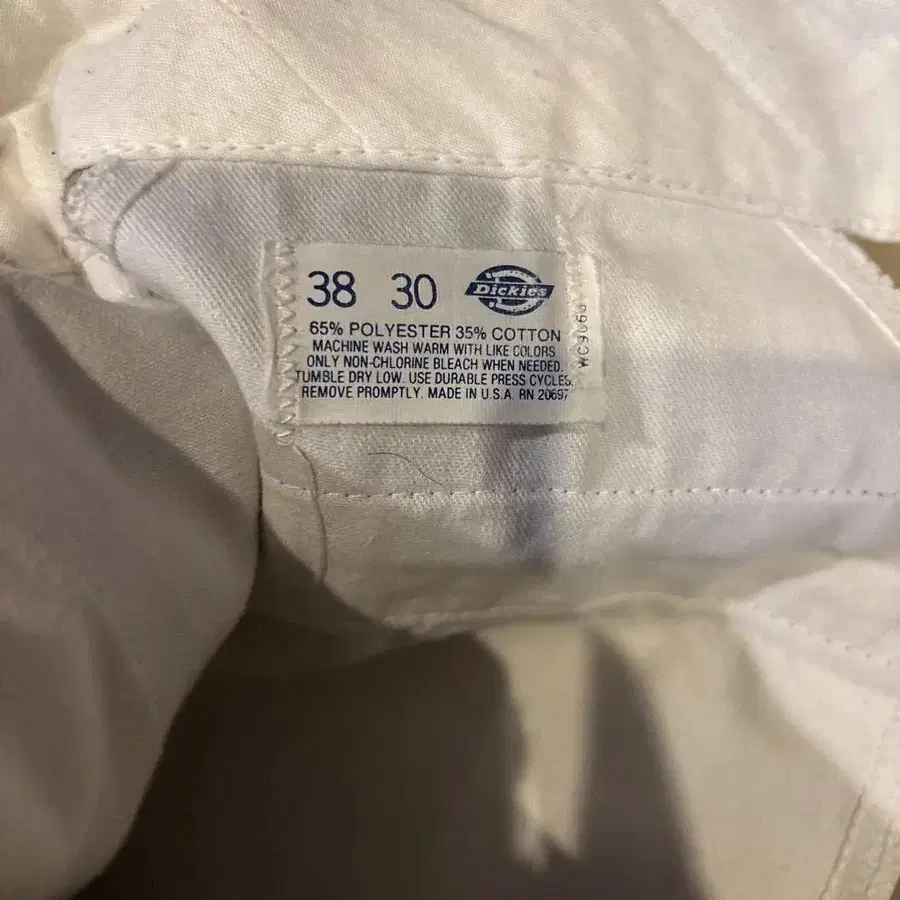 38 30 Dickies
65% POLYESTER 35% COTTON
MACHINE WASH WARM WITH LIKE COLORS
ONLY NON-CHLORINE BLEACH WHEN NEEDED.
TUMBLE DRY LOW. USE DURABLE PRESS CYCLES.
REMOVE PROMPTLY. MADE IN U.S.A. RN 20697